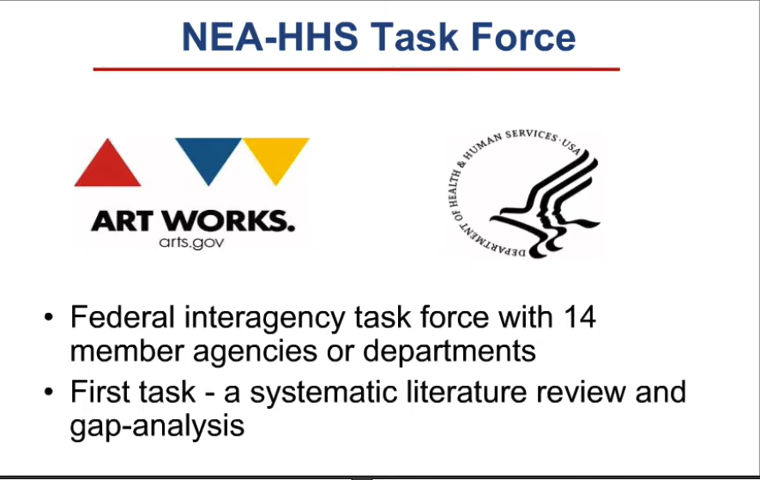 NEA-HHS Task Force
ART WORKS.
arts.gov
DEPARTMENT OF HEALTH & HUMAN SERVICES · USA
• Federal interagency task force with 14
member agencies or departments
• First task - a systematic literature review and
gap-analysis